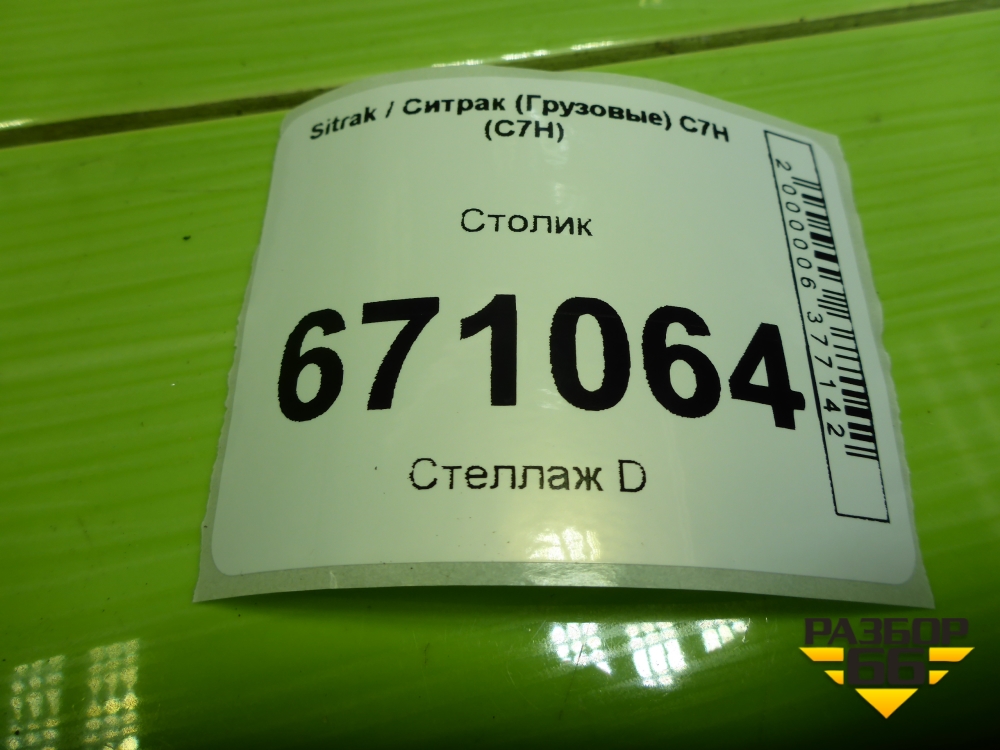 Sitrak / Ситрак (Грузовые) C7H
(C7H)
Столик
671064
Стеллаж D
2000006377142
РАЗБОР
66